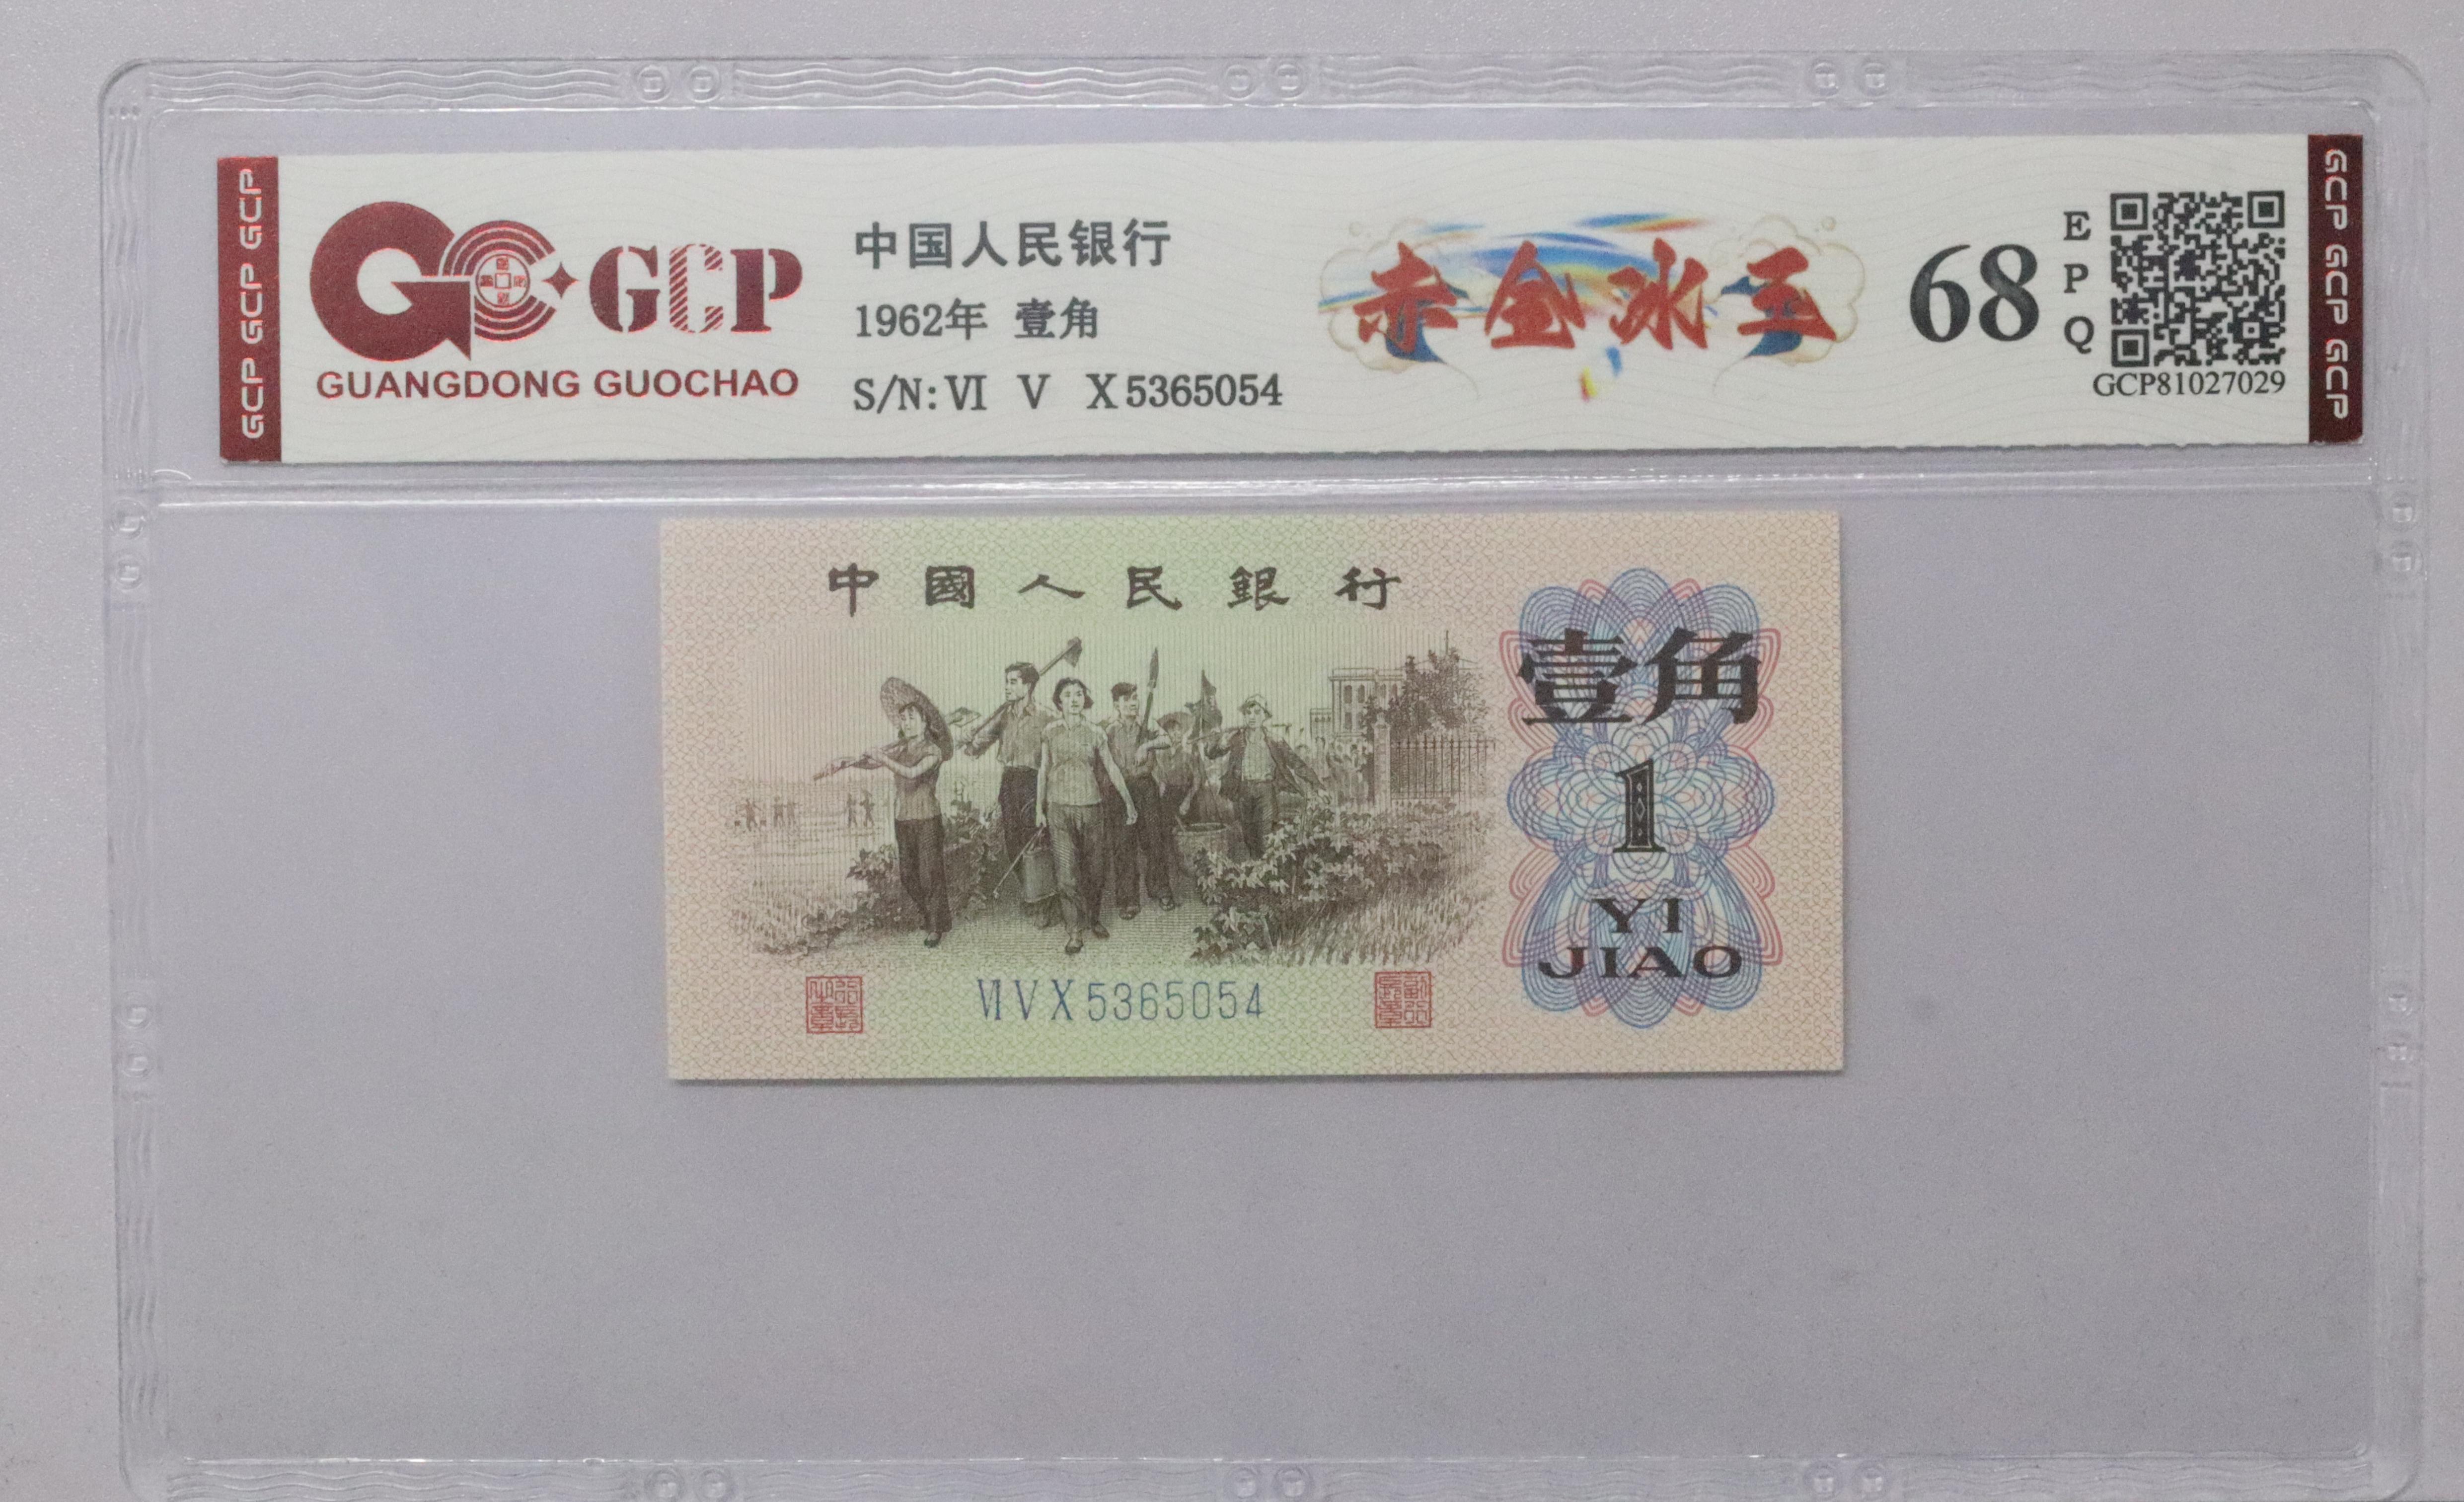 GCP GCP GCP
GCP
GUANGDONG GUOCHAO
中国人民银行
1962年 壹角
S/N: VI V X 5365054
赤金冰王
68
EPQ
GCP81027029
GCP GCP GCP
中國人民銀行
壹角
1
YI
JIAO
VI V X 5365054